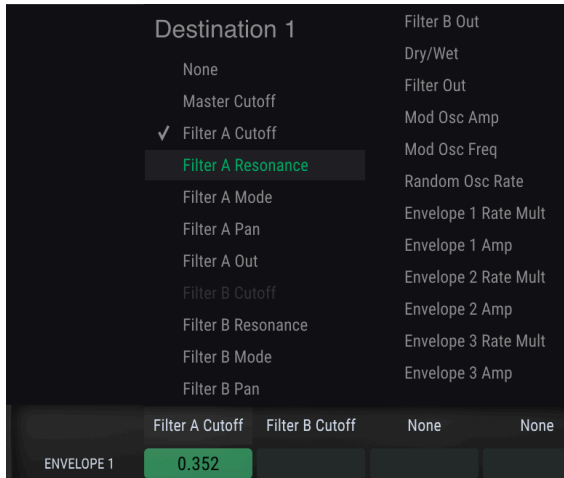 Destination 1
None
Master Cutoff
✓ Filter A Cutoff
Filter A Resonance
Filter A Mode
Filter A Pan
Filter A Out
Filter B Cutoff
Filter B Resonance
Filter B Mode
Filter B Pan
Filter B Out
Dry/Wet
Filter Out
Mod Osc Amp
Mod Osc Freq
Random Osc Rate
Envelope 1 Rate Mult
Envelope 1 Amp
Envelope 2 Rate Mult
Envelope 2 Amp
Envelope 3 Rate Mult
Envelope 3 Amp
Filter A Cutoff Filter B Cutoff None None
ENVELOPE 1 0.352